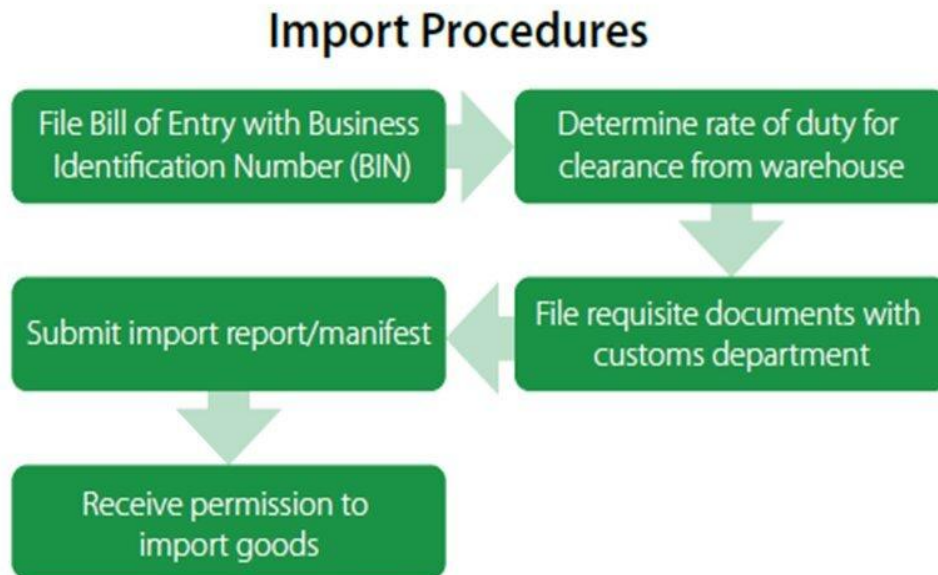 Import Procedures
File Bill of Entry with Business
Identification Number (BIN)
Determine rate of duty for
clearance from warehouse
File requisite documents with
customs department
Submit import report/manifest
Receive permission to
import goods